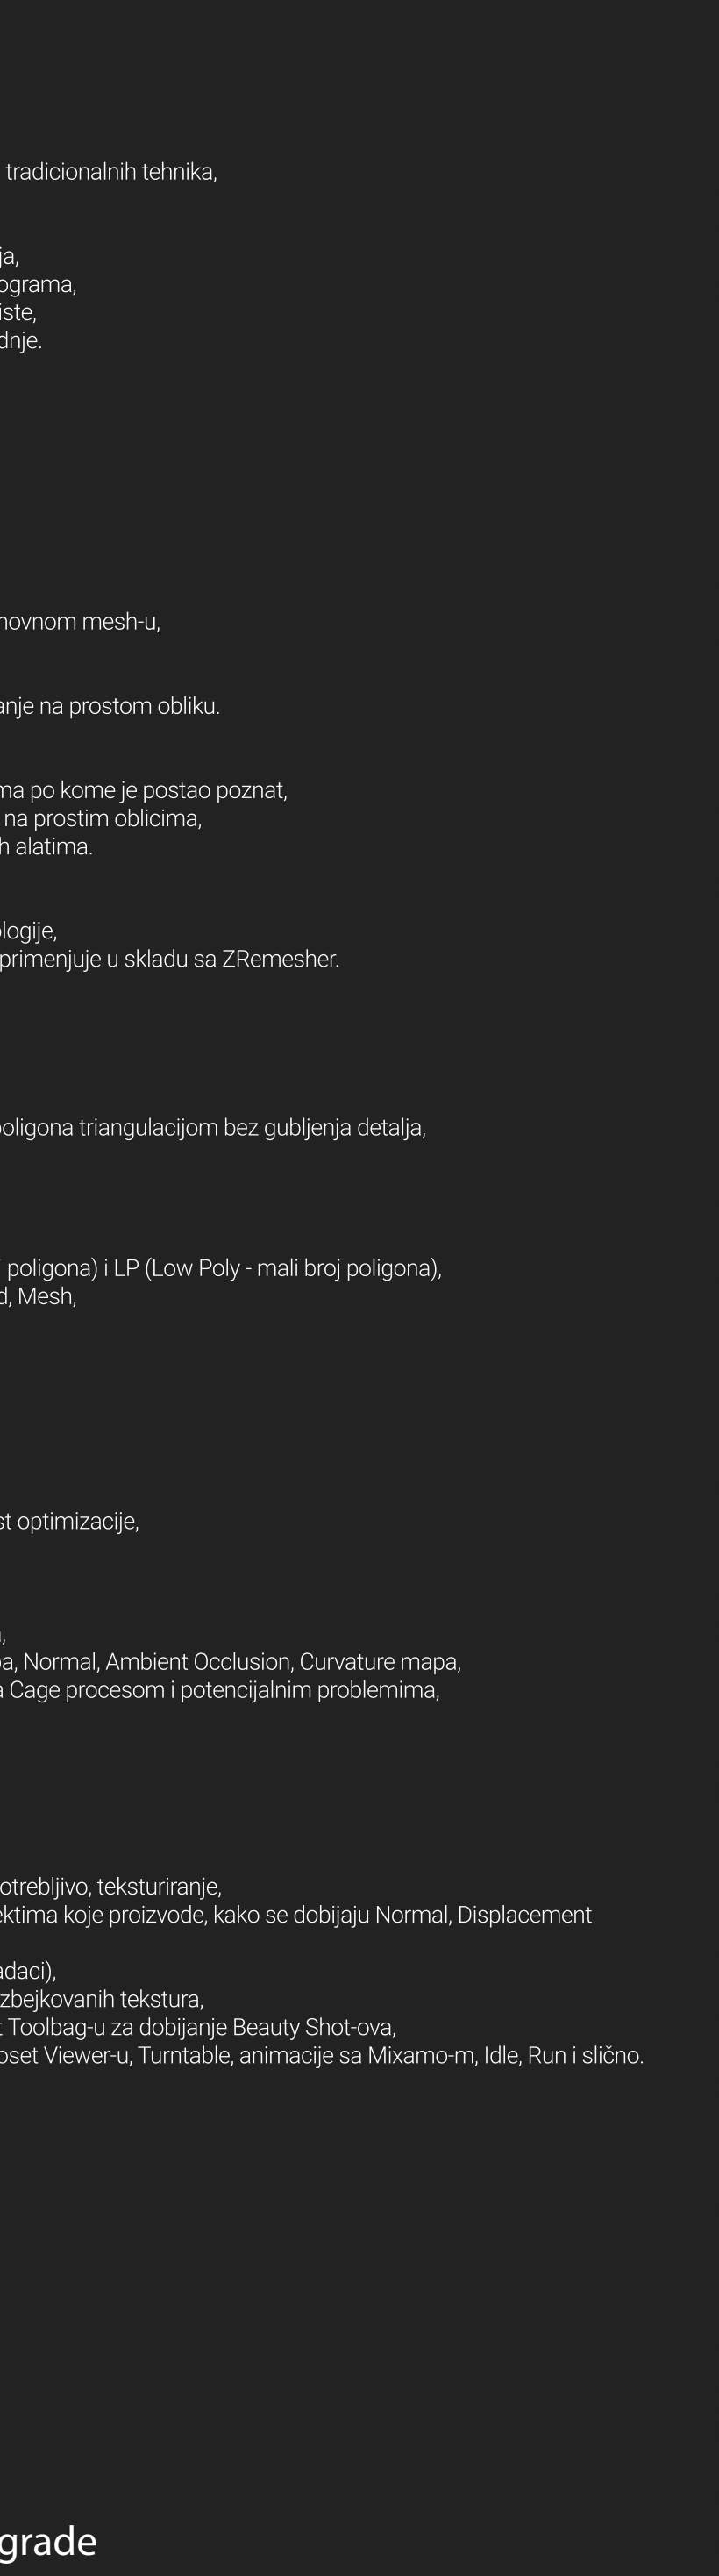 tradicionalnih tehnika,
ja,
ograma,
iste,
dnje.
novnom mesh-u,
anje na prostom obliku.
ma po kome je postao poznat,
na prostim oblicima,
h alatima.
logije,
primenjuje u skladu sa ZRemesher.
poligona triangulacijom bez gubljenja detalja,
poligona) i LP (Low Poly - mali broj poligona),
d, Mesh,
st optimizacije,
,
pa, Normal, Ambient Occlusion, Curvature mapa,
a Cage procesom i potencijalnim problemima,
otrebljivo, teksturiranje,
ektima koje proizvode, kako se dobijaju Normal, Displacement
adaci),
zbejkovanih tekstura,
t Toolbag-u za dobijanje Beauty Shot-ova,
oset Viewer-u, Turntable, animacije sa Mixamo-m, Idle, Run i slično.
grade